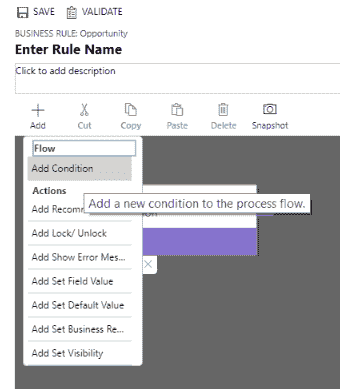 SAVE VALIDATE
BUSINESS RULE: Opportunity
Enter Rule Name
Click to add description
Add Cut Copy Paste Delete Snapshot
Flow
Add Condition
Actions
Add a new condition to the process flow.
Add Recom
Add Lock/ Unlock
Add Show Error Mes...
Add Set Field Value
Add Set Default Value
Add Set Business Re...
Add Set Visibility